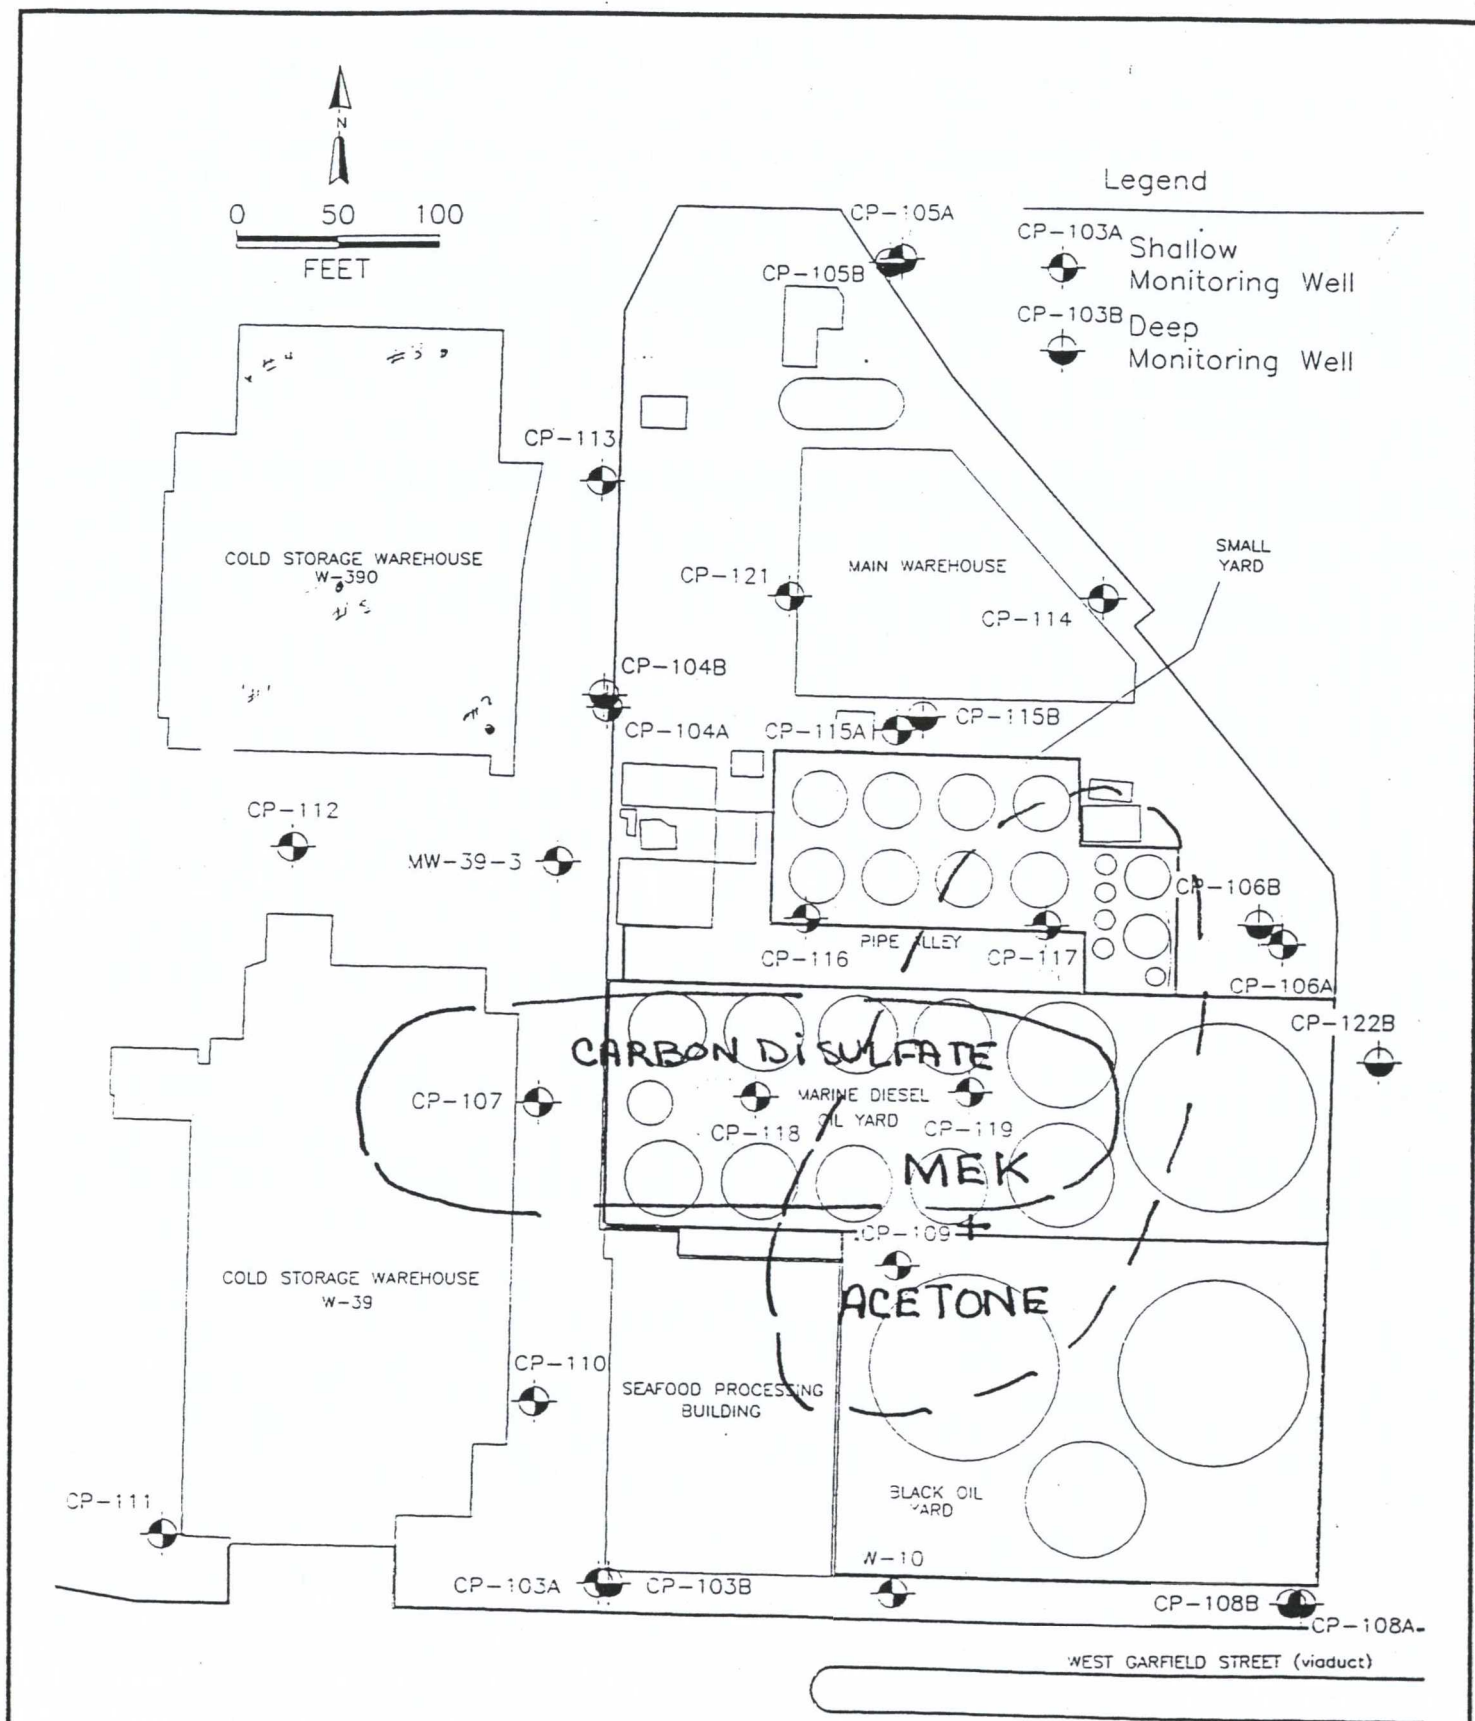 N
0 50 100
FEET
Legend
CP-103A Shallow
Monitoring Well
CP-103B Deep
Monitoring Well
CP-105A
CP-105B
CP-113
COLD STORAGE WAREHOUSE
W-390
CP-121
MAIN WAREHOUSE
CP-114
SMALL
YARD
CP-104B
CP-104A
CP-115A
CP-115B
CP-112
MW-39-3
CP-106B
CP-106A
CP-116
PIPE ALLEY
CP-117
CP-122B
CARBON DiSULFATE
CP-107
MARINE DIESEL
OIL YARD
CP-118
CP-119
MEK
CP-109
ACETONE
COLD STORAGE WAREHOUSE
W-39
CP-110
SEAFOOD PROCESSING
BUILDING
BLACK OIL
YARD
CP-111
CP-103A
CP-103B
W-10
CP-108B
CP-108A
WEST GARFIELD STREET (viaduct)
#4
#2